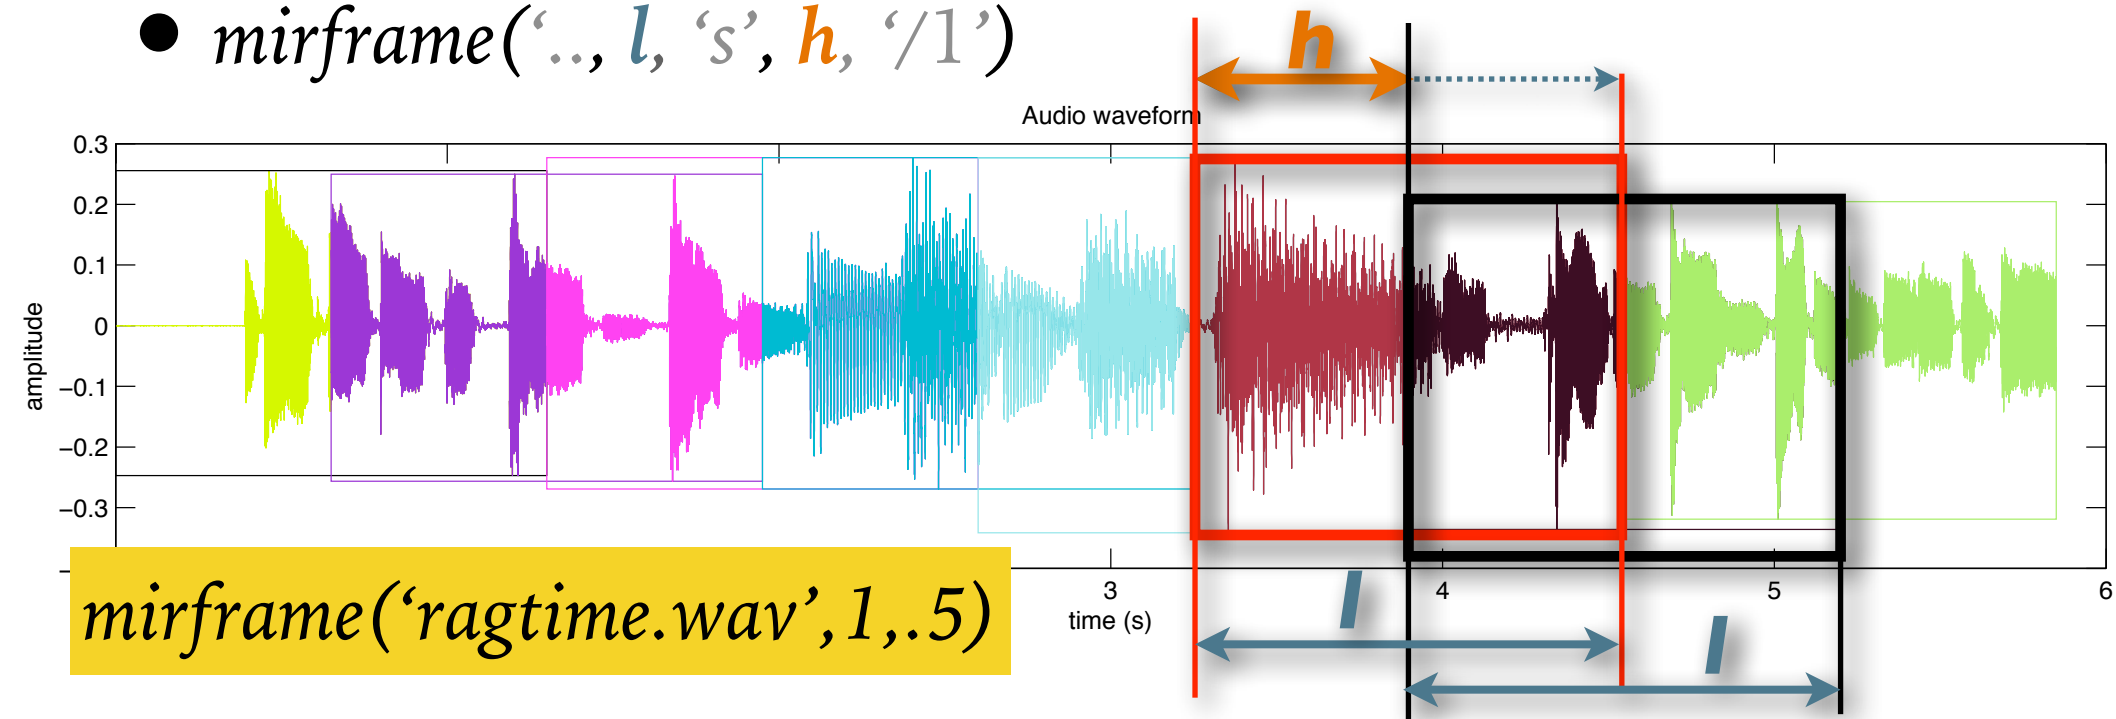 ● mirframe(‘.., l, ‘s’, h, ‘/1’)
h
Audio waveform
0.3
0.2
0.1
0
−0.1
−0.2
−0.3
amplitude
3 4 5 6
time (s)
l
l
mirframe(‘ragtime.wav’,1,.5)